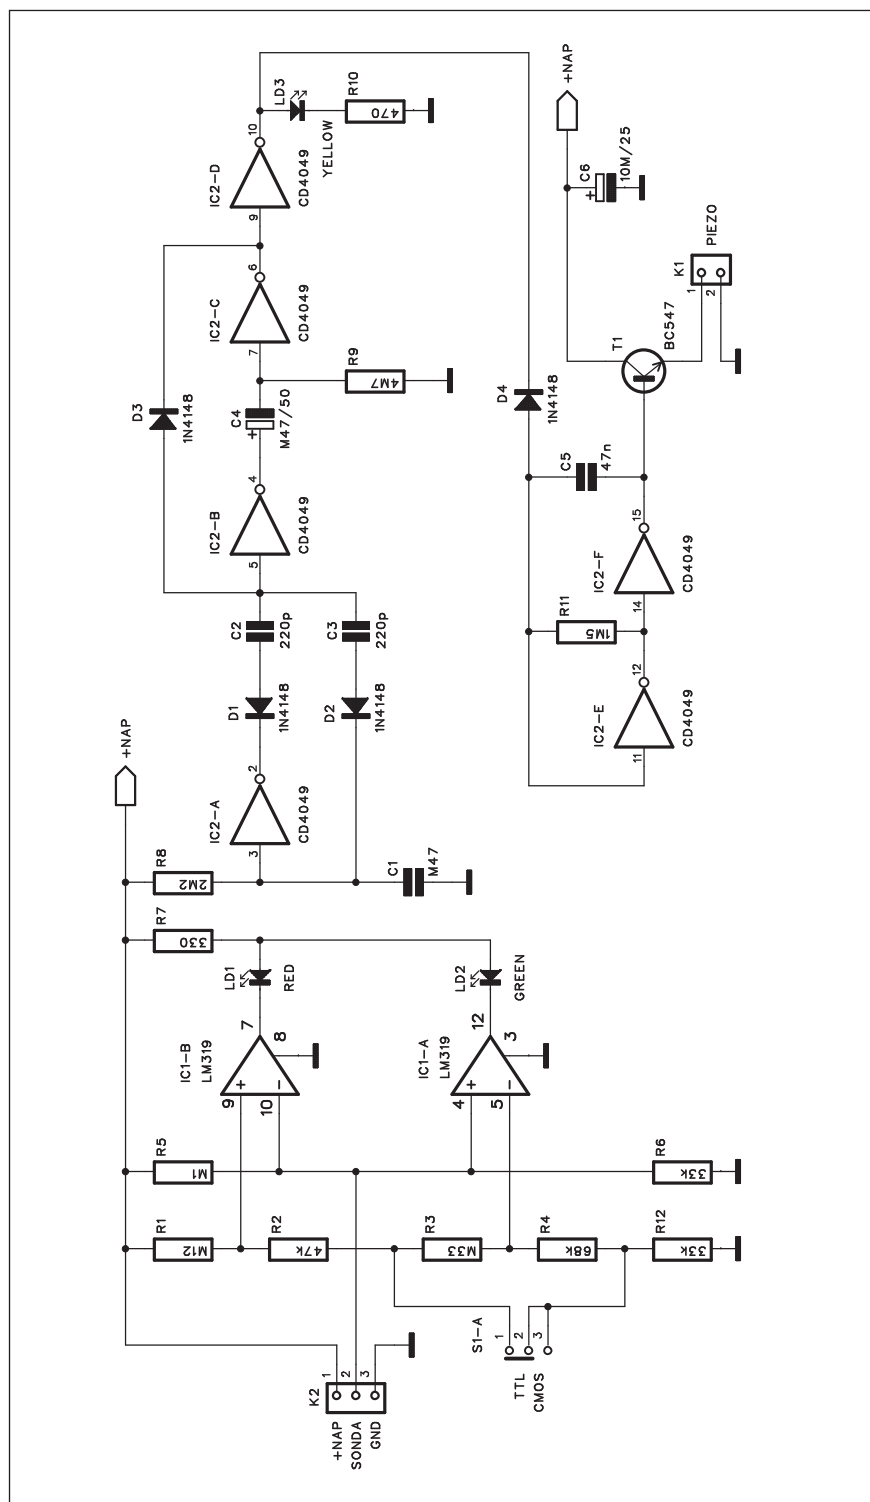 +NAP
SONDA
GND
K2
1
2
3
TTL
CMOS
S1-A
1
2
3
R1
M12
R2
47k
R3
M33
R4
68k
R12
33k
R5
M1
R6
33k
IC1-B
LM319
9
10
+
-
7
8
IC1-A
LM319
4
5
+
-
12
3
LD1
RED
LD2
GREEN
R7
330
R8
2M2
C1
M47
+NAP
IC2-A
CD4049
3
2
D1
1N4148
D2
1N4148
C2
220p
C3
220p
IC2-B
CD4049
5
4
D3
1N4148
C4
+
M47/50
R9
4M7
IC2-C
CD4049
7
6
IC2-D
CD4049
9
10
LD3
YELLOW
R10
470
IC2-E
CD4049
11
12
R11
1M5
IC2-F
CD4049
14
15
C5
47n
D4
1N4148
T1
BC547
K1
1
2
PIEZO
C6
+
10M/25
+NAP